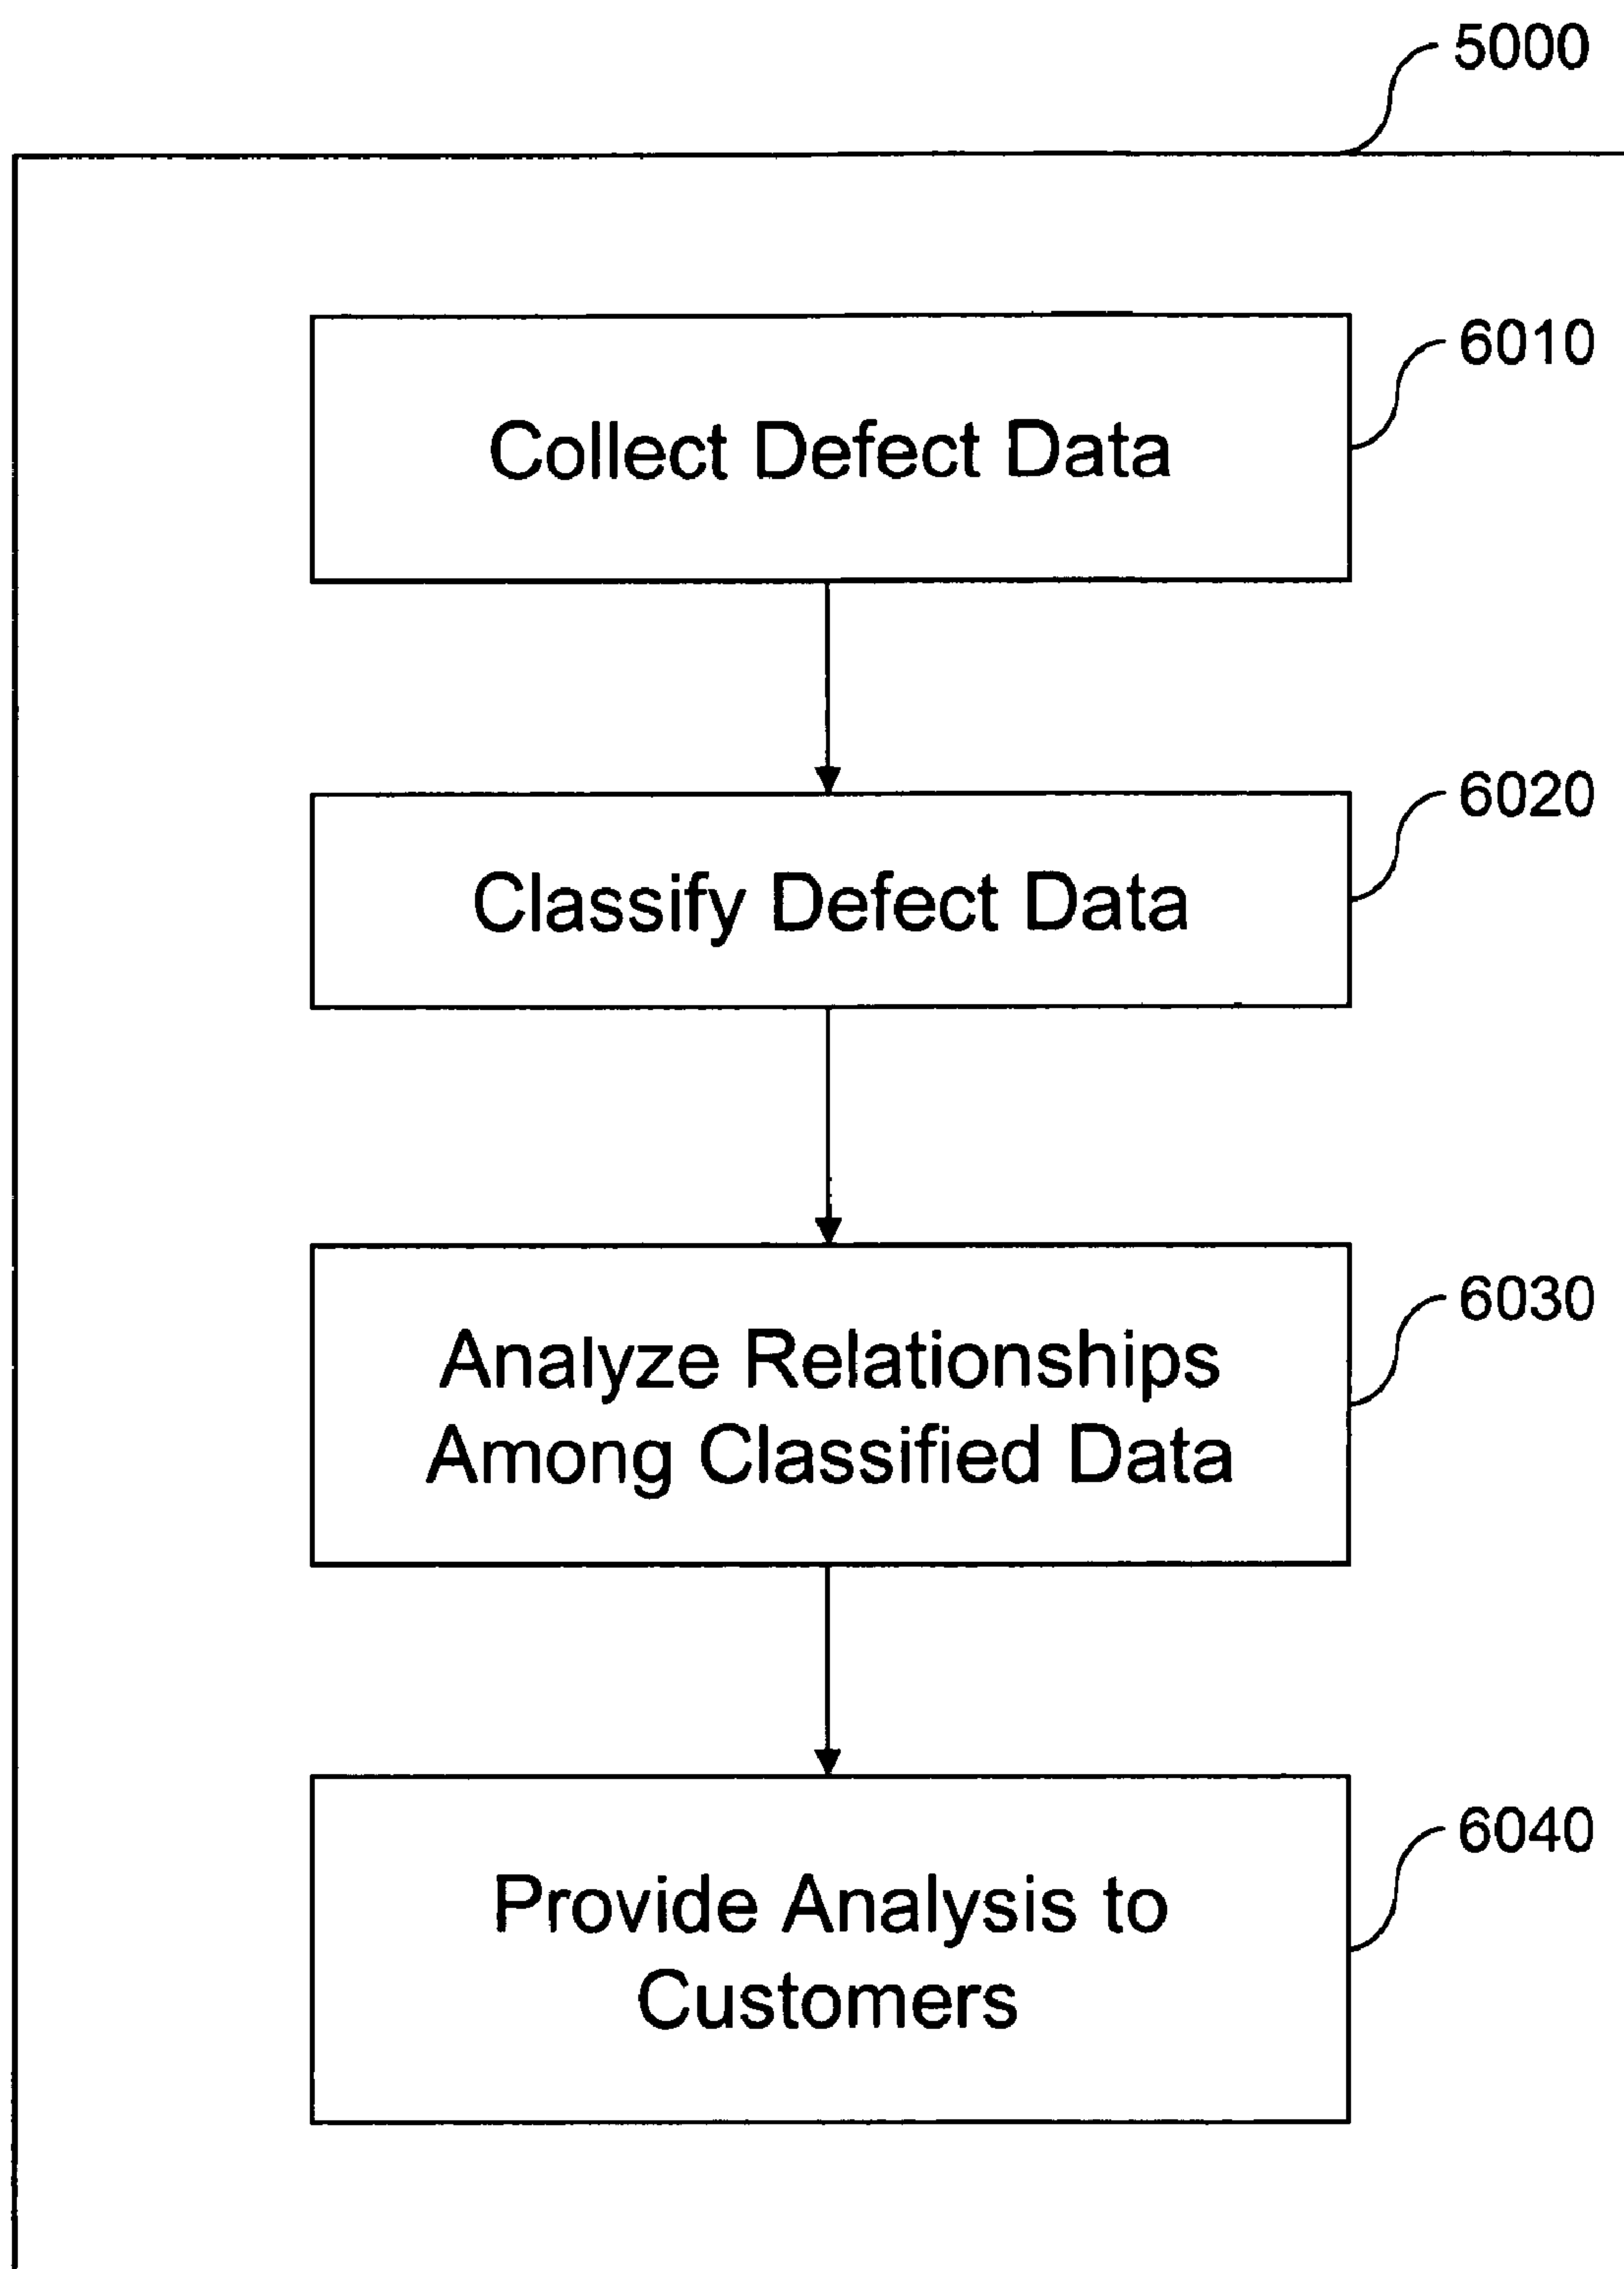 5000
6010
Collect Defect Data
6020
Classify Defect Data
6030
Analyze Relationships
Among Classified Data
6040
Provide Analysis to
Customers